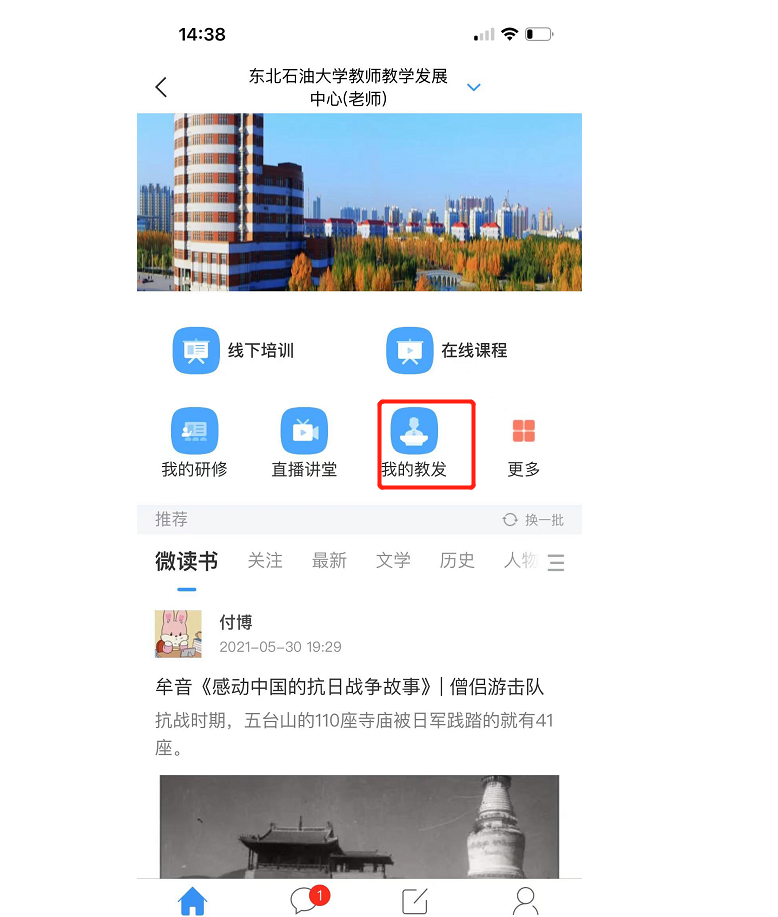 14:38
东北石油大学教师教学发展
中心(老师)
线下培训
在线课程
我的研修
直播讲堂
我的教发
更多
推荐
换一批
微读书 关注 最新 文学 历史 人物
付博
2021-05-30 19:29
牟音《感动中国的抗日战争故事》| 僧侣游击队
抗战时期，五台山的110座寺庙被日军践踏的就有41
座。
1